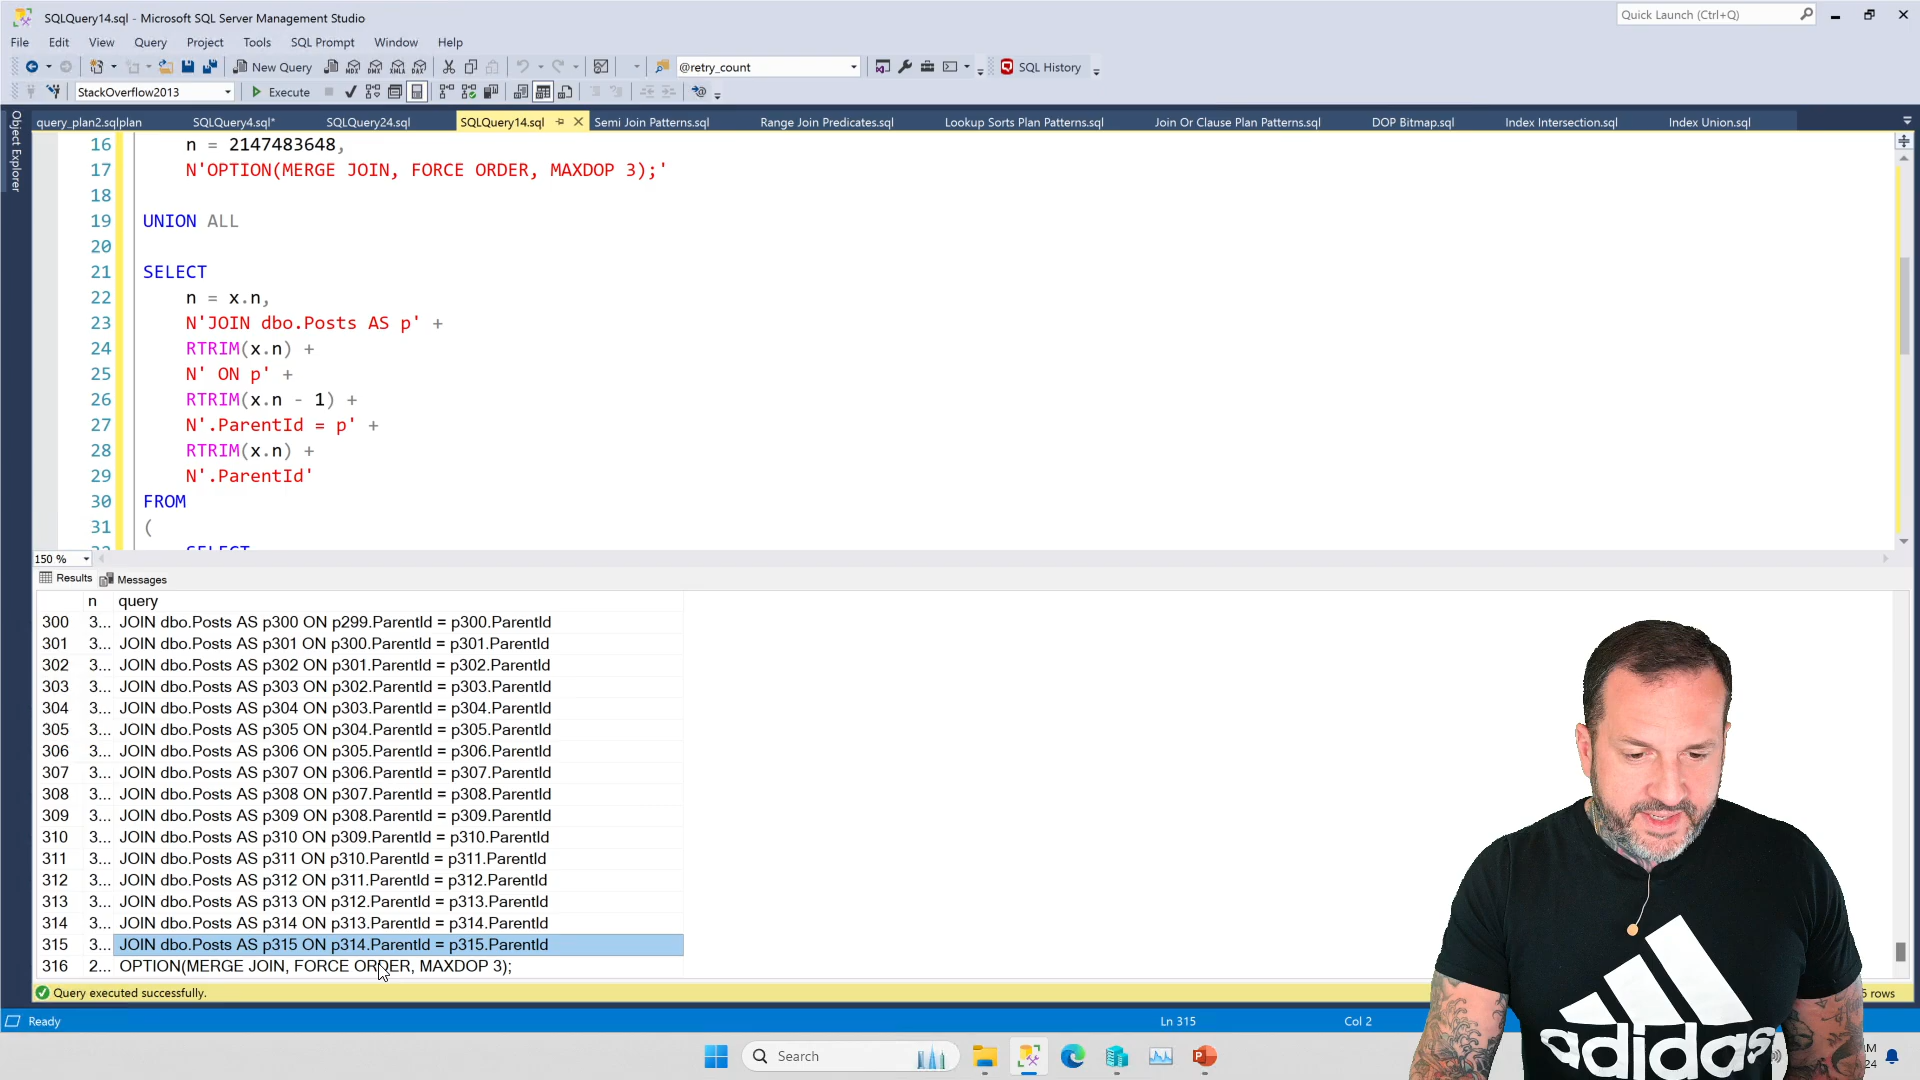 SQLQuery14.sql - Microsoft SQL Server Management Studio
Quick Launch (Ctrl+Q)
File Edit View Query Project Tools SQL Prompt Window Help
New Query
@retry_count
SQL History
StackOverflow2013
Execute
query_plan2.sqlplan SQLQuery4.sql* SQLQuery24.sql SQLQuery14.sql Semi Join Patterns.sql Range Join Predicates.sql Lookup Sorts Plan Patterns.sql Join Or Clause Plan Patterns.sql DOP Bitmap.sql Index Intersection.sql Index Union.sql
Object Explorer
16 n = 2147483648,
17 N'OPTION(MERGE JOIN, FORCE ORDER, MAXDOP 3);'
18
19 UNION ALL
20
21 SELECT
22 n = x.n,
23 N'JOIN dbo.Posts AS p' +
24 RTRIM(x.n) +
25 N' ON p' +
26 RTRIM(x.n - 1) +
27 N'.ParentId = p' +
28 RTRIM(x.n) +
29 N'.ParentId'
30 FROM
31 (
32 SELECT
150 %
Results Messages
n query
300 3... JOIN dbo.Posts AS p300 ON p299.ParentId = p300.ParentId
301 3... JOIN dbo.Posts AS p301 ON p300.ParentId = p301.ParentId
302 3... JOIN dbo.Posts AS p302 ON p301.ParentId = p302.ParentId
303 3... JOIN dbo.Posts AS p303 ON p302.ParentId = p303.ParentId
304 3... JOIN dbo.Posts AS p304 ON p303.ParentId = p304.ParentId
305 3... JOIN dbo.Posts AS p305 ON p304.ParentId = p305.ParentId
306 3... JOIN dbo.Posts AS p306 ON p305.ParentId = p306.ParentId
307 3... JOIN dbo.Posts AS p307 ON p306.ParentId = p307.ParentId
308 3... JOIN dbo.Posts AS p308 ON p307.ParentId = p308.ParentId
309 3... JOIN dbo.Posts AS p309 ON p308.ParentId = p309.ParentId
310 3... JOIN dbo.Posts AS p310 ON p309.ParentId = p310.ParentId
311 3... JOIN dbo.Posts AS p311 ON p310.ParentId = p311.ParentId
312 3... JOIN dbo.Posts AS p312 ON p311.ParentId = p312.ParentId
313 3... JOIN dbo.Posts AS p313 ON p312.ParentId = p313.ParentId
314 3... JOIN dbo.Posts AS p314 ON p313.ParentId = p314.ParentId
315 3... JOIN dbo.Posts AS p315 ON p314.ParentId = p315.ParentId
316 2... OPTION(MERGE JOIN, FORCE ORDER, MAXDOP 3);
Query executed successfully.
rows
Ready
Ln 315
Col 2
Search
adidas